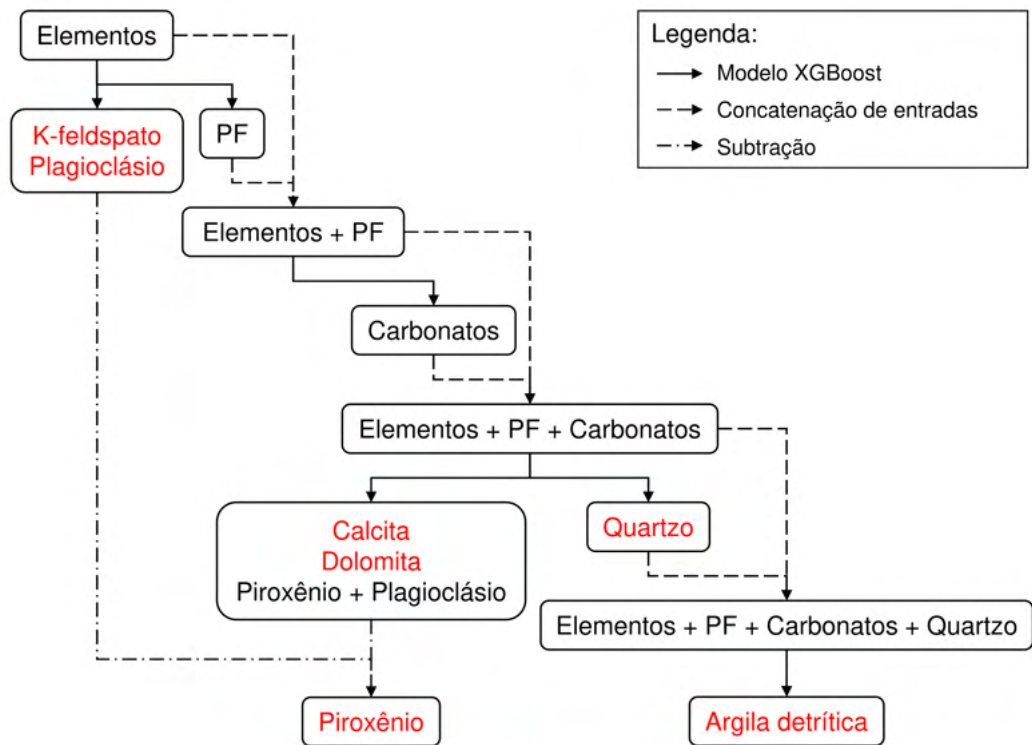 Elementos
Legenda:
Modelo XGBoost
Concatenação de entradas
Subtração
K-feldspato
Plagioclásio
PF
Elementos + PF
Carbonatos
Elementos + PF + Carbonatos
Calcita
Dolomita
Piroxênio + Plagioclásio
Quartzo
Elementos + PF + Carbonatos + Quartzo
Piroxênio
Argila detrítica